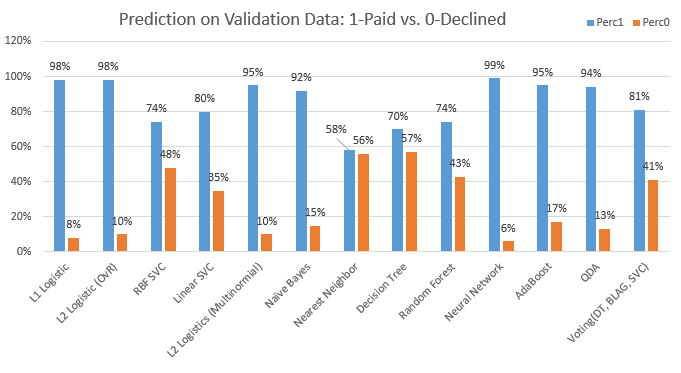 Prediction on Validation Data: 1-Paid vs. 0-Declined
Perc1 Perc0
120%
100%
80%
60%
40%
20%
0%
98% 8%
98% 10%
74% 48%
80% 35%
95% 10%
92% 15%
58% 56%
70% 57%
74% 43%
99% 6%
95% 17%
94% 13%
81% 41%
L1 Logistic
L2 Logistic (OvR)
RBF SVC
Linear SVC
L2 Logistics (Multinormial)
Naïve Bayes
Nearest Neighbor
Decision Tree
Random Forest
Neural Network
AdaBoost
QDA
Voting(DT, BLAG, SVC)